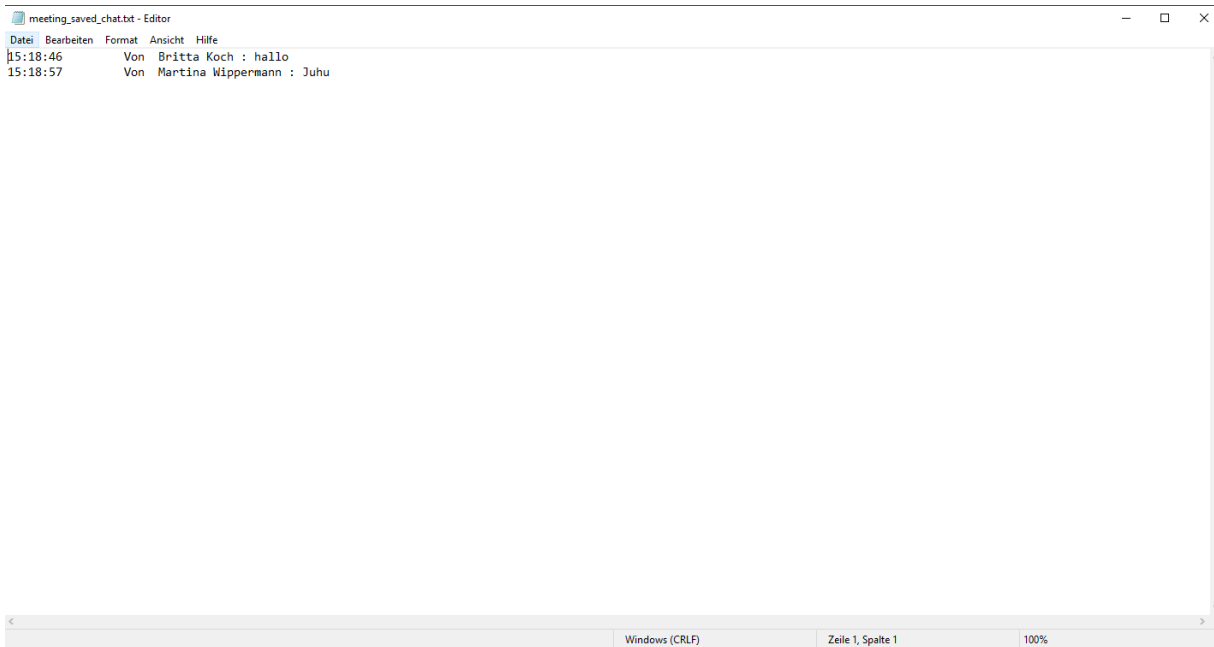 meeting_saved_chat.txt - Editor
Datei Bearbeiten Format Ansicht Hilfe
15:18:46 Von Britta Koch : hallo
15:18:57 Von Martina Wippermann : Juhu
Windows (CRLF) Zeile 1, Spalte 1 100%